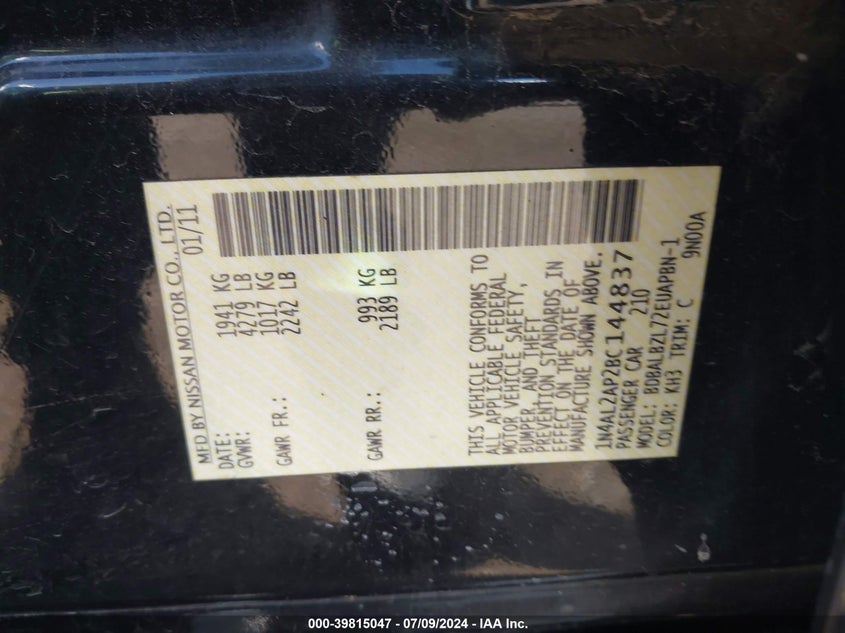 MFD BY NISSAN MOTOR CO., LTD.
DATE: 01/11
GVWR: 1941 KG
4279 LB
GAWR FR.: 1017 KG
2242 LB
GAWR RR.: 993 KG
2189 LB
THIS VEHICLE CONFORMS TO
ALL APPLICABLE FEDERAL
MOTOR VEHICLE SAFETY,
BUMPER, AND THEFT
PREVENTION STANDARDS IN
EFFECT ON THE DATE OF
MANUFACTURE SHOWN ABOVE.
1N4AL2AP2BC144837
PASSENGER CAR 210
MODEL: BDBALBZL72EUAPBN-1
COLOR: KH3 TRIM: C 9N00A
000-39815047 - 07/09/2024 - IAA Inc.